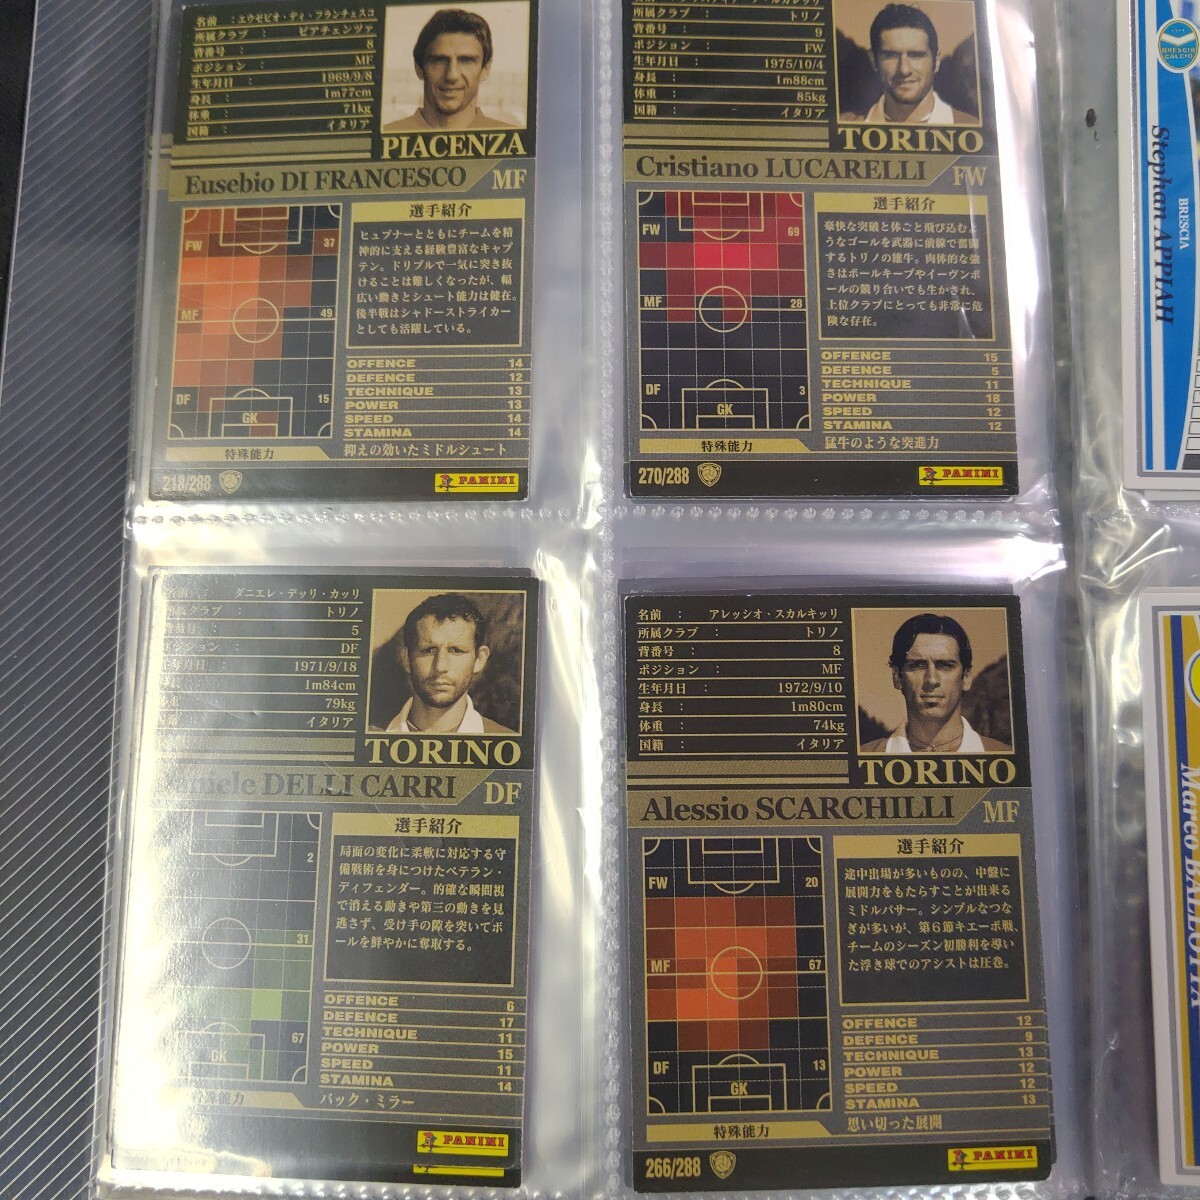 名前 : エウゼビオ・ディ・フランチェスコ
所属クラブ : ピアチェンツァ
背番号 : 8
ポジション : MF
生年月日 : 1969/9/8
身長 : 1m77cm
体重 : 71kg
国籍 : イタリア
PIACENZA
Eusebio DI FRANCESCO MF
FW 37
MF 49
DF 15
GK
選手紹介
ヒュブナーとともにチームを精
神的に支える経験豊富なキャプ
テン。ドリブルで一気に突き抜
けることは難しくなったが、幅
広い動きとシュート能力は健在。
後半戦はシャドーストライカー
としても活躍している。
OFFENCE 14
DEFENCE 12
TECHNIQUE 13
POWER 13
SPEED 14
STAMINA 14
特殊能力 抑えの効いたミドルシュート
218/288 PANINI
所属クラブ : トリノ
背番号 : 9
ポジション : FW
生年月日 : 1975/10/4
身長 : 1m88cm
体重 : 85kg
国籍 : イタリア
TORINO
Cristiano LUCARELLI FW
FW 69
MF 28
DF 3
GK
選手紹介
豪快な突破と体ごと飛び込むよ
うなゴールを武器に前線で奮闘
するトリノの雄牛。肉体的な強
さはボールキープやイーヴンボ
ールの競り合いでも生かされ、
上位クラブにとっても非常に危
険な存在。
OFFENCE 15
DEFENCE 5
TECHNIQUE 11
POWER 18
SPEED 12
STAMINA 12
特殊能力 猛牛のような突進力
270/288 PANINI
BRESCIA CALCIO
Stephan APPIAH
BRESCIA
名前 : ダニエレ・デッリ・カッリ
所属クラブ : トリノ
背番号 : 5
ポジション : DF
生年月日 : 1971/9/18
1m84cm
79kg
イタリア
TORINO
Daniele DELLI CARRI DF
2
31
67
GK
選手紹介
局面の変化に柔軟に対応する守
備戦術を身につけたベテラン・
ディフェンダー。的確な瞬間視
で消える動きや第三の動きを見
逃さず、受け手の隙を突いてボ
ールを鮮やかに奪取する。
OFFENCE 6
DEFENCE 17
TECHNIQUE 11
POWER 15
SPEED 11
STAMINA 14
特殊能力 バック・ミラー
PANINI
名前 : アレッシオ・スカルキッリ
所属クラブ : トリノ
背番号 : 8
ポジション : MF
生年月日 : 1972/9/10
身長 : 1m80cm
体重 : 74kg
国籍 : イタリア
TORINO
Alessio SCARCHILLI MF
FW 20
MF 67
DF 13
GK
選手紹介
途中出場が多いものの、中盤に
展開力をもたらすことが出来る
ミドルパサー。シンプルなつな
ぎが多いが、第6節キエーボ戦、
チームのシーズン初勝利を導い
た浮き球でのアシストは圧巻。
OFFENCE 12
DEFENCE 9
TECHNIQUE 13
POWER 12
SPEED 12
STAMINA 13
特殊能力 思い切った展開
266/288 PANINI
Marco BALLOTTA